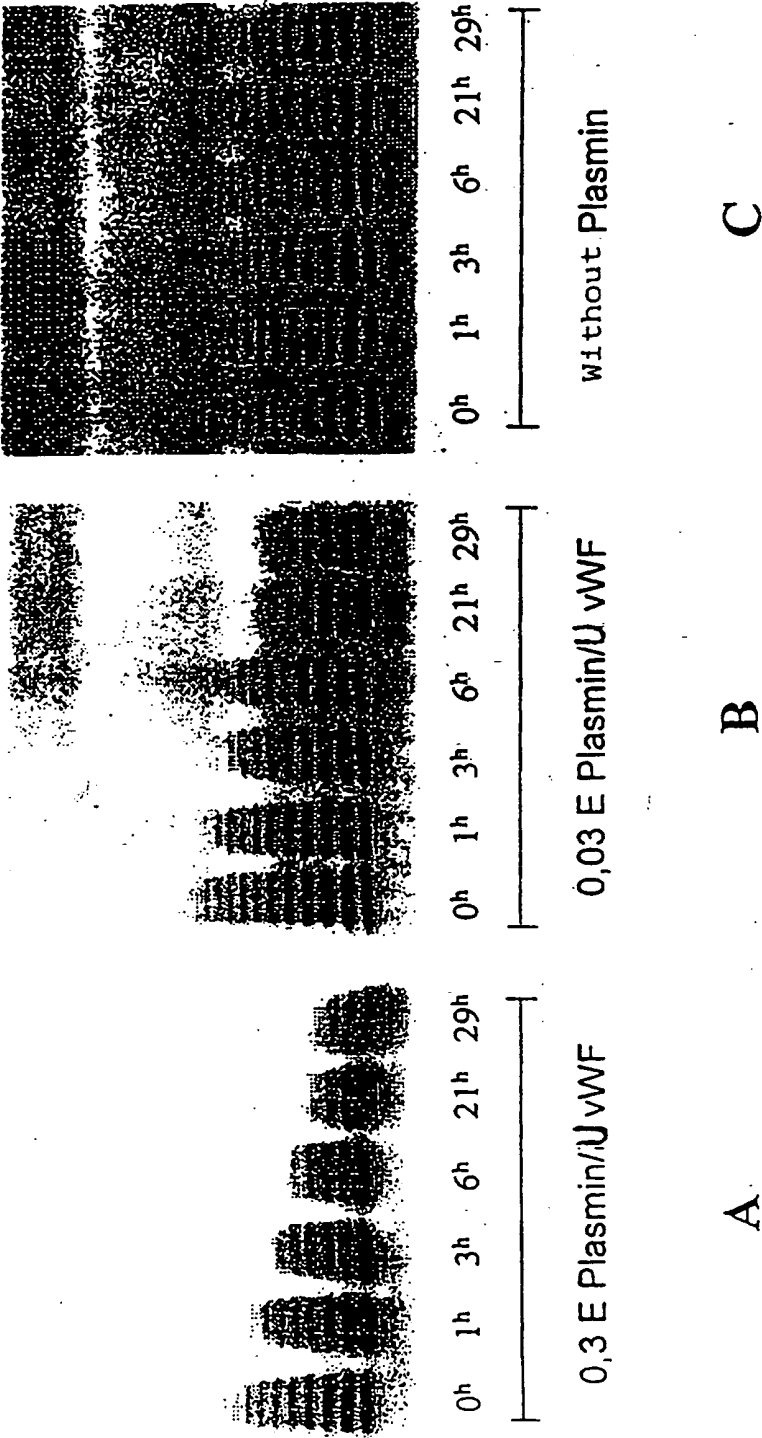 0h 1h 3h 6h 21h 29h
0,3 E Plasmin/U vWF
A
0h 1h 3h 6h 21h 29h
0,03 E Plasmin/U vWF
B
0h 1h 3h 6h 21h 29h
Without Plasmin
C